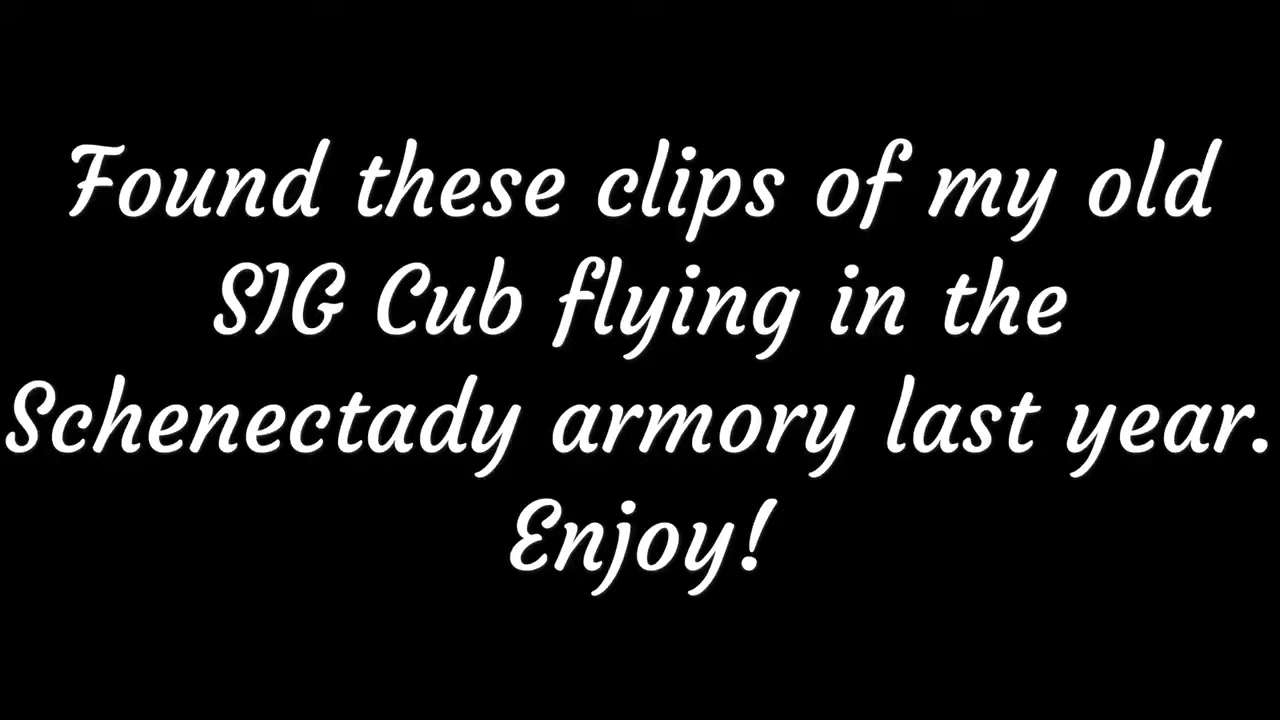 Found these clips of my old
SIG Cub flying in the
Schenectady armory last year.
Enjoy!